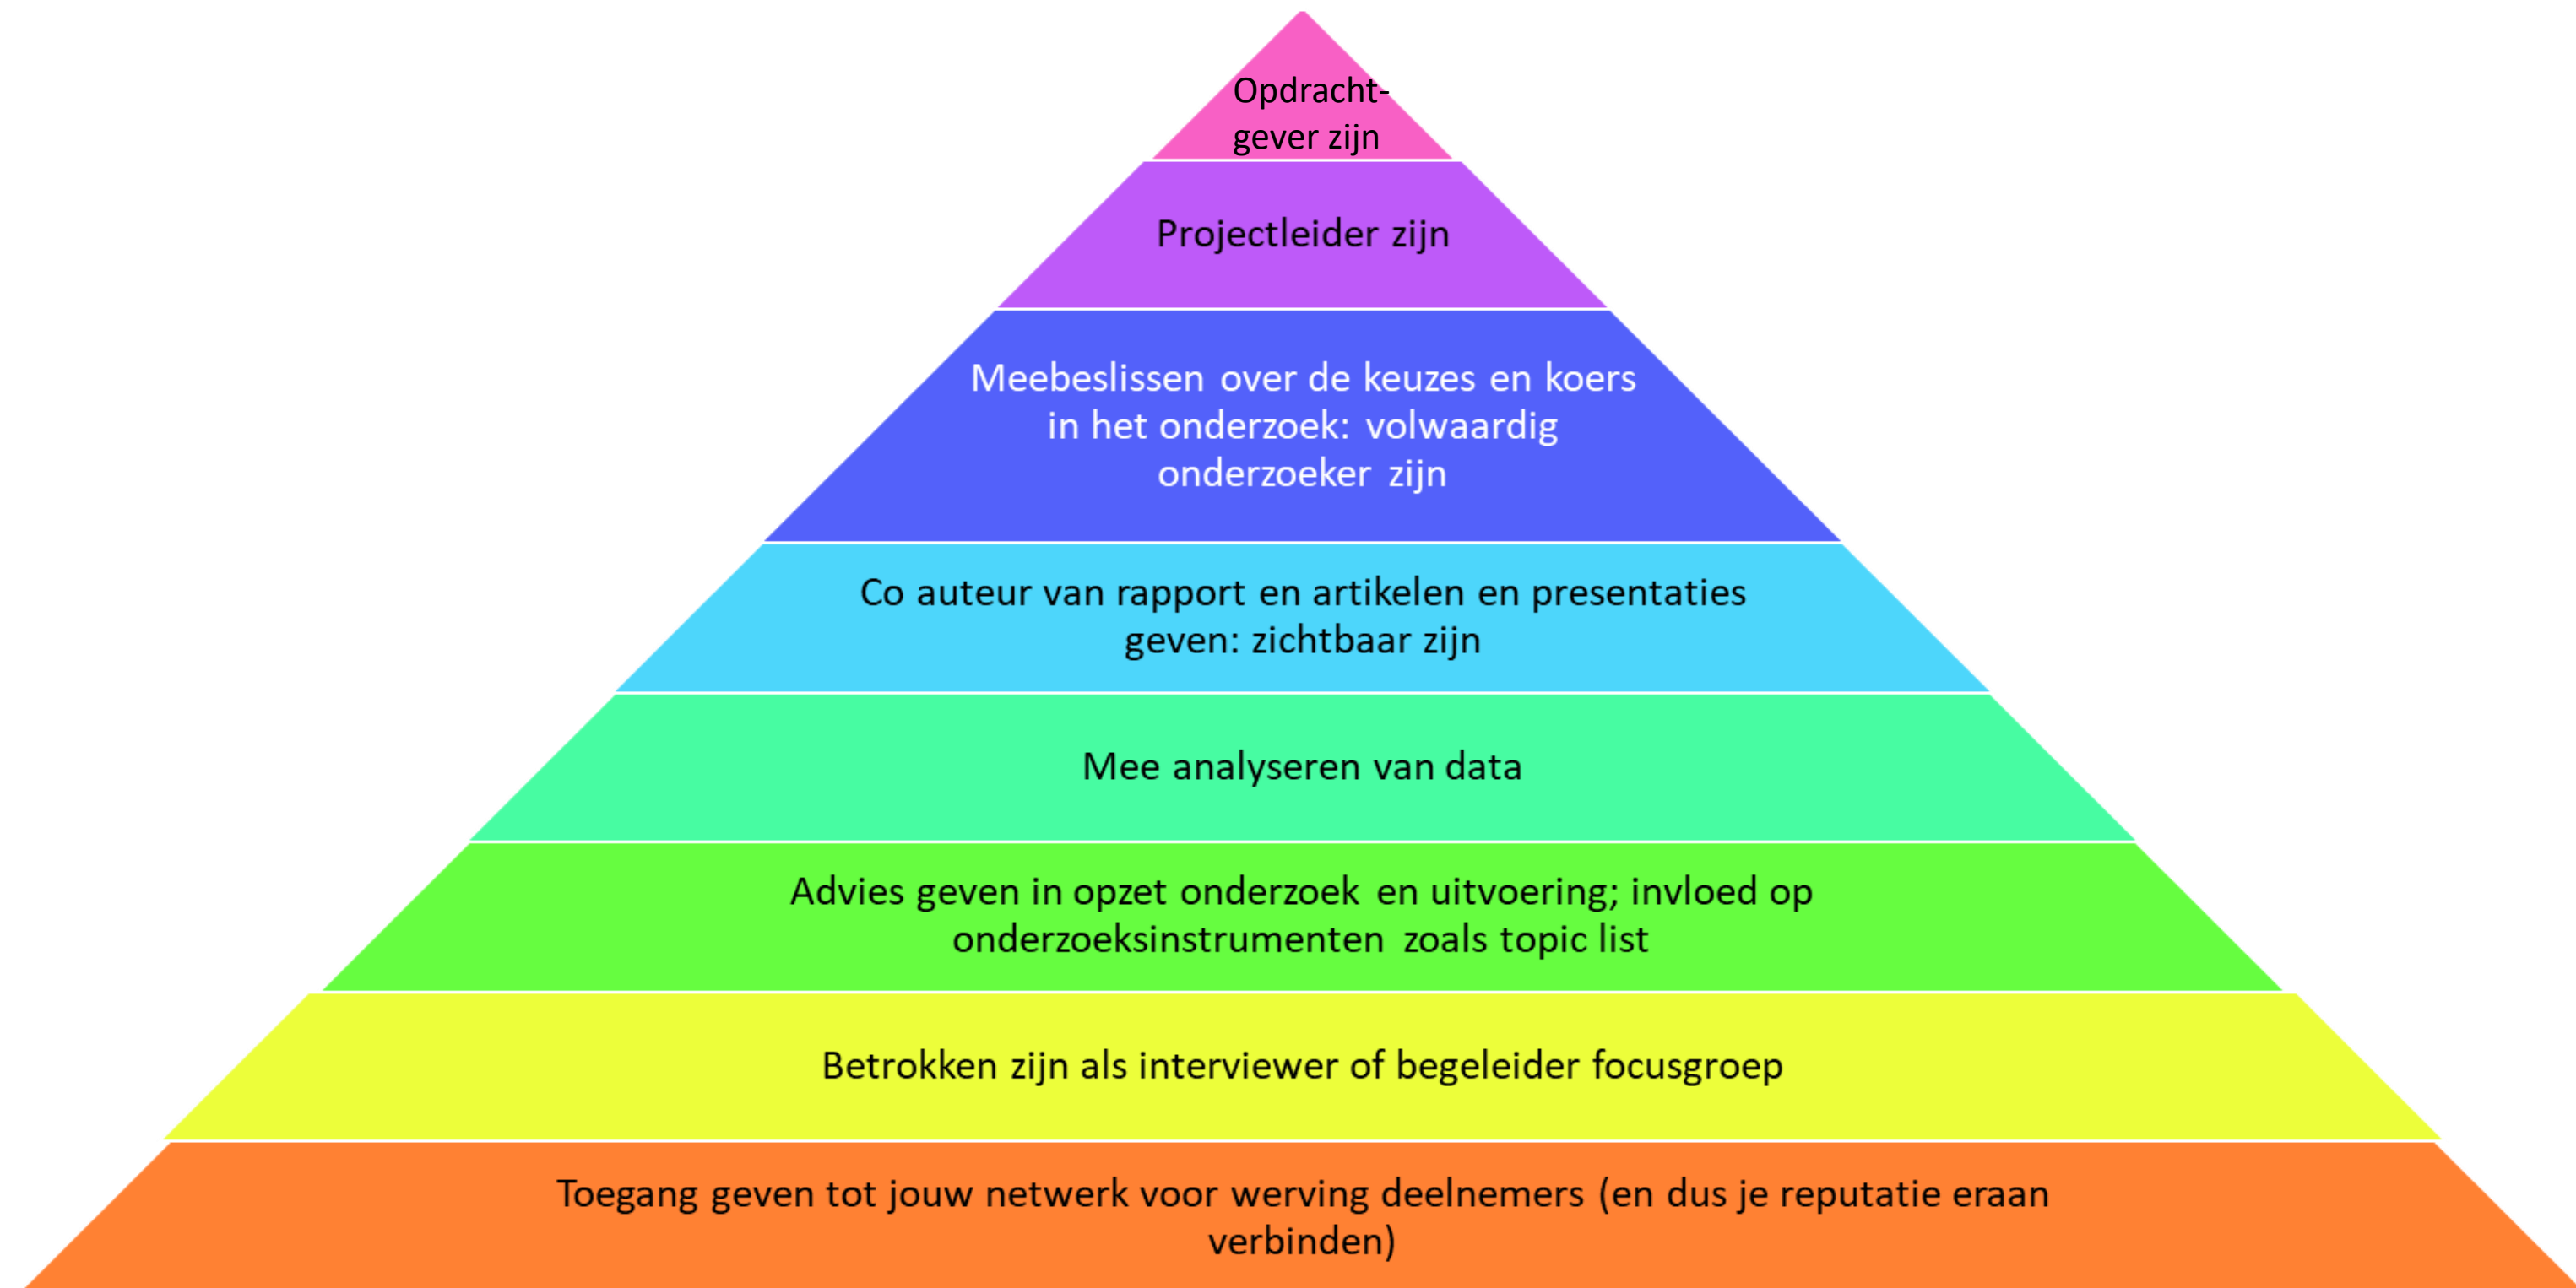 Opdracht-
gever zijn
Projectleider zijn
Meebeslissen over de keuzes en koers
in het onderzoek: volwaardig
onderzoeker zijn
Co auteur van rapport en artikelen en presentaties
geven: zichtbaar zijn
Mee analyseren van data
Advies geven in opzet onderzoek en uitvoering; invloed op
onderzoeksinstrumenten zoals topic list
Betrokken zijn als interviewer of begeleider focusgroep
Toegang geven tot jouw netwerk voor werving deelnemers (en dus je reputatie eraan
verbinden)